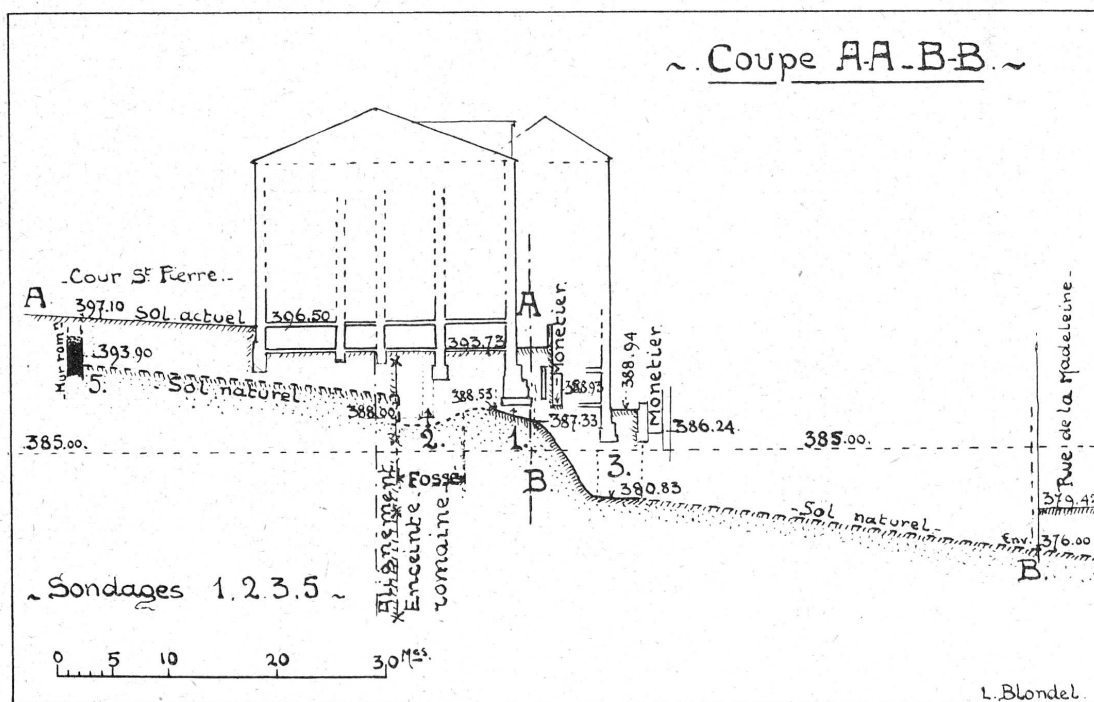 ~. Coupe A-A_B-B. ~
-Cour St Pierre.-
A
397.10
Sol actuel
396.50
A
Monetier
393.73
Mur rom
393.90
5.
Sol naturel
388.00
388.53
388.93
388.94
Monetier
387.33
386.24.
2.
1.
3.
385.00.
385.00.
Rue de la Madeleine.
Fosse
B
380.83
379.42
-Sol naturel-
Env.
376.00
B.
Alignement
Enceinte
romaine
~ Sondages 1.2.3.5 ~
0 5 10 20 30 Mes.
L. Blondel.